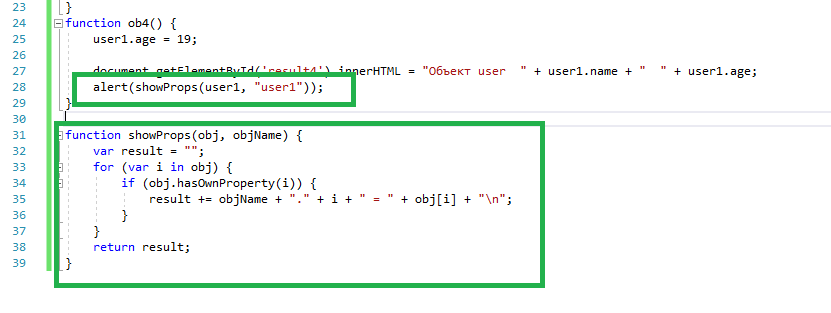 23 }
24 function ob4() {
25 user1.age = 19;
26
27 document.getElementById('result4').innerHTML = "Объект user  " + user1.name + "  " + user1.age;
28 alert(showProps(user1, "user1"));
29 }
30
31 function showProps(obj, objName) {
32 var result = "";
33 for (var i in obj) {
34 if (obj.hasOwnProperty(i)) {
35 result += objName + "." + i + " = " + obj[i] + "\n";
36 }
37 }
38 return result;
39 }